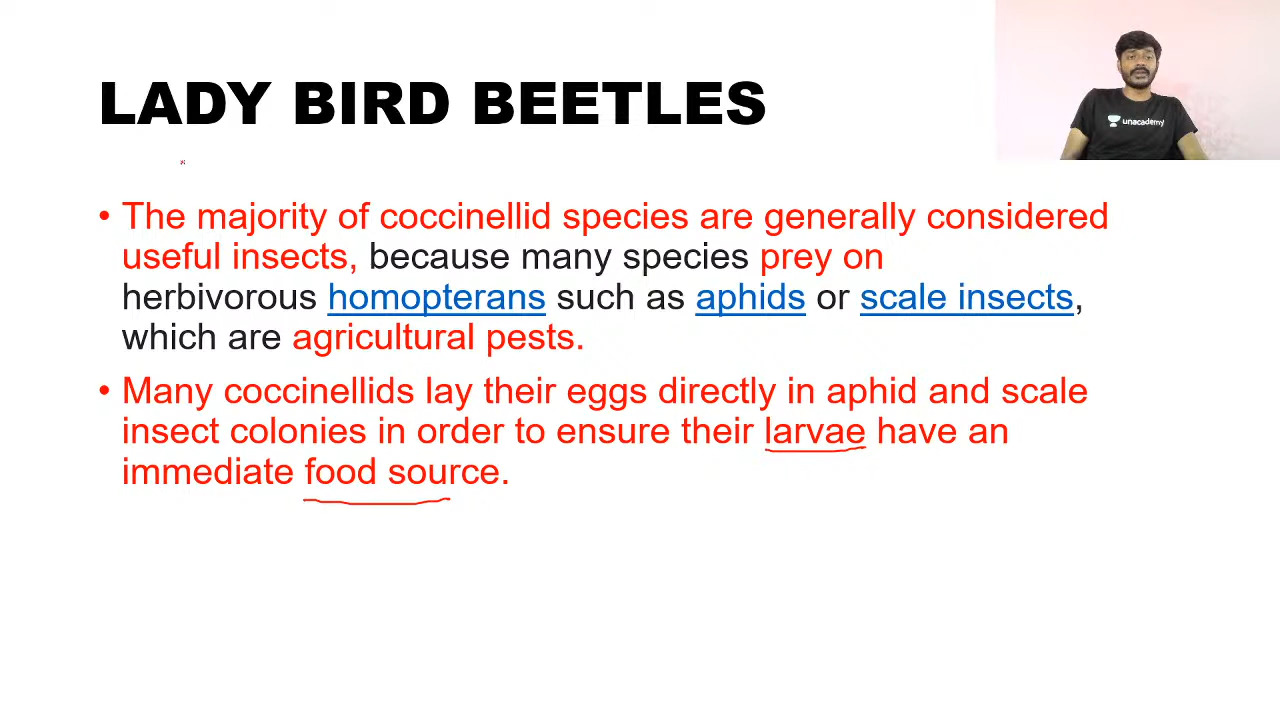 LADY BIRD BEETLES
unacademy
• The majority of coccinellid species are generally considered
useful insects, because many species prey on
herbivorous homopterans such as aphids or scale insects,
which are agricultural pests.
• Many coccinellids lay their eggs directly in aphid and scale
insect colonies in order to ensure their larvae have an
immediate food source.